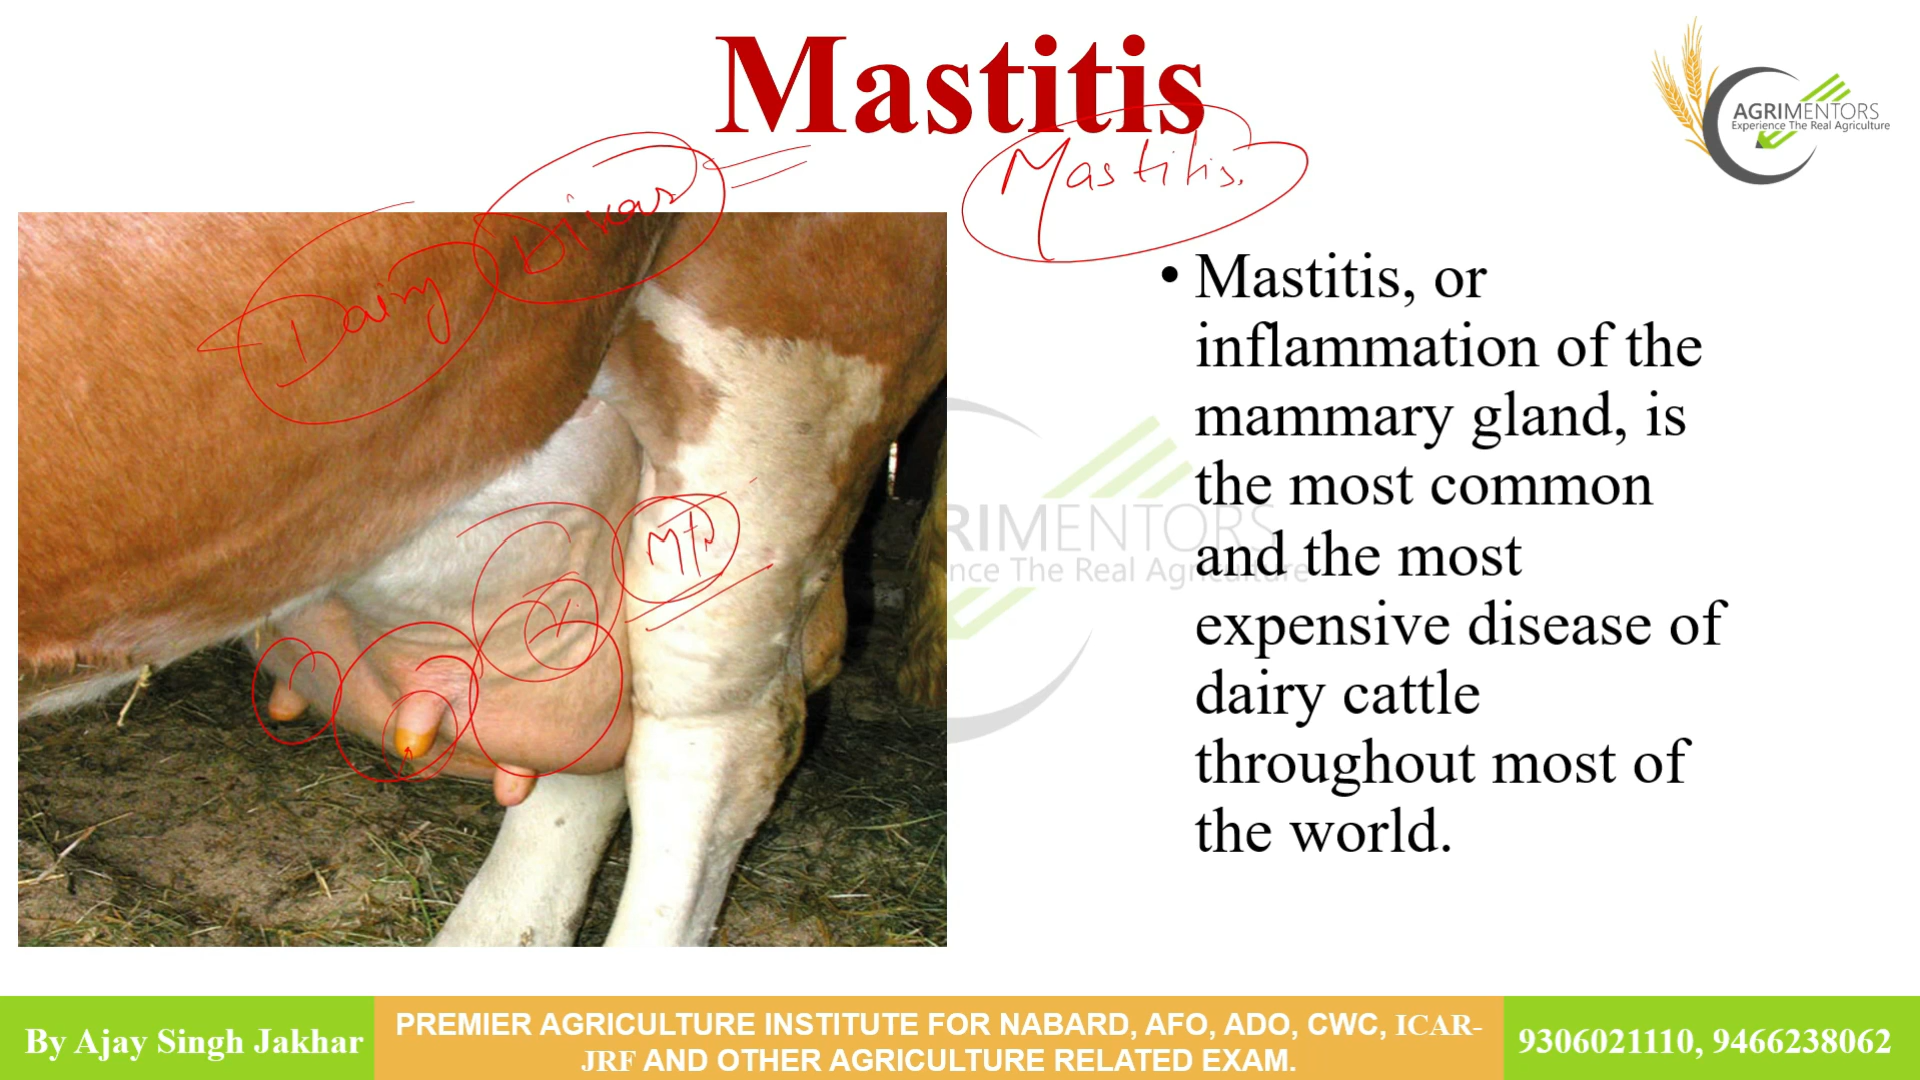 Mastitis
AGRIMENTORS
Experience The Real Agriculture
Mastitis.
Dairy
• Mastitis, or
inflammation of the
mammary gland, is
the most common
and the most
expensive disease of
dairy cattle
throughout most of
the world.
RIMENTORS
nce The Real Agriculture
By Ajay Singh Jakhar
PREMIER AGRICULTURE INSTITUTE FOR NABARD, AFO, ADO, CWC, ICAR-
JRF AND OTHER AGRICULTURE RELATED EXAM.
9306021110, 9466238062